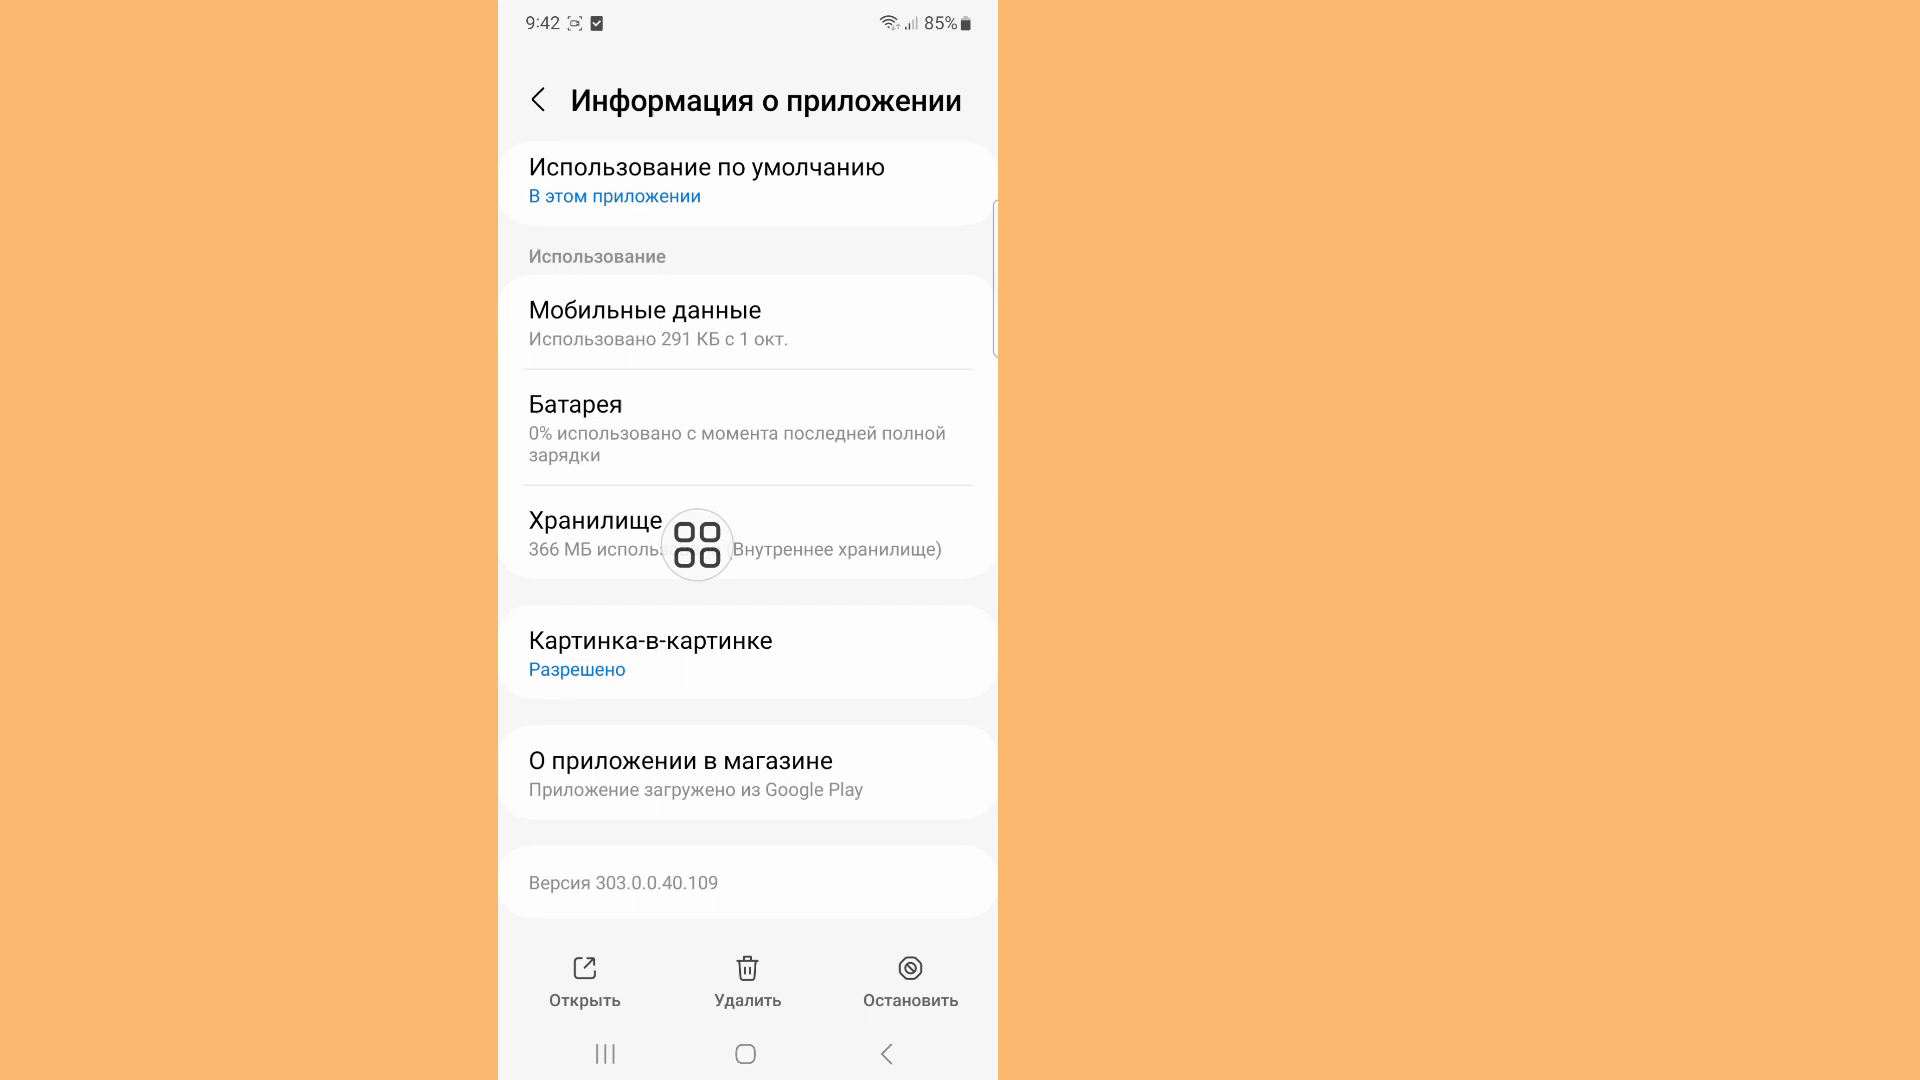 9:42
85%
Информация о приложении
Использование по умолчанию
В этом приложении
Использование
Мобильные данные
Использовано 291 КБ с 1 окт.
Батарея
0% использовано с момента последней полной
зарядки
Хранилище
366 МБ (Внутреннее хранилище)
Картинка-в-картинке
Разрешено
О приложении в магазине
Приложение загружено из Google Play
Версия 303.0.0.40.109
Открыть
Удалить
Остановить